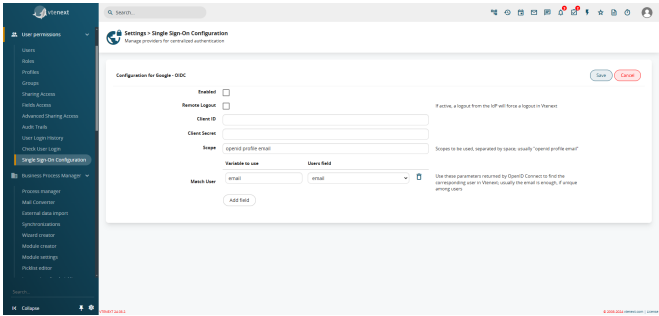 vtenext
Search...
User permissions
Users
Roles
Profiles
Groups
Sharing Access
Fields Access
Advanced Sharing Access
Audit Trails
User Login History
Check User Login
Single Sign-On Configuration
Business Process Manager
Process manager
Mail Converter
External data import
Synchronisations
Wizard creator
Module creator
Module settings
Picklist editor
Search...
Collapse
Settings > Single Sign-On Configuration
Manage providers for centralized authentication
Configuration for Google - OIDC
Save
Cancel
Enabled
Remote Logout
If active, a logout from the IdP will force a logout in Vtenext
Client ID
Client Secret
Scope
openid profile email
Scopes to be used, separated by space, usually "openid profile email"
Variable to use
Users field
Match User
email
email
Use these parameters returned by OpenID Connect to find the
corresponding user in Vtenext; usually the email is enough, if unique
among users
Add field